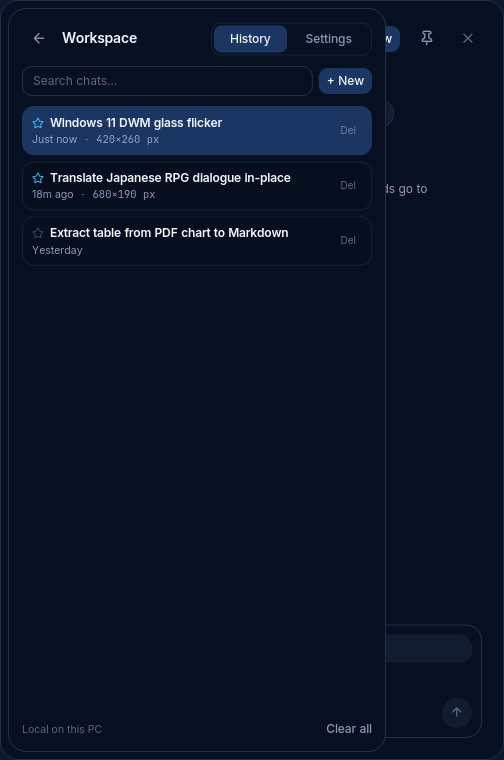 Workspace
History
Settings
Search chats...
+ New
Windows 11 DWM glass flicker
Just now · 420×260 px
Del
Translate Japanese RPG dialogue in-place
18m ago · 680×190 px
Del
Extract table from PDF chart to Markdown
Yesterday
Del
go to
Local on this PC
Clear all